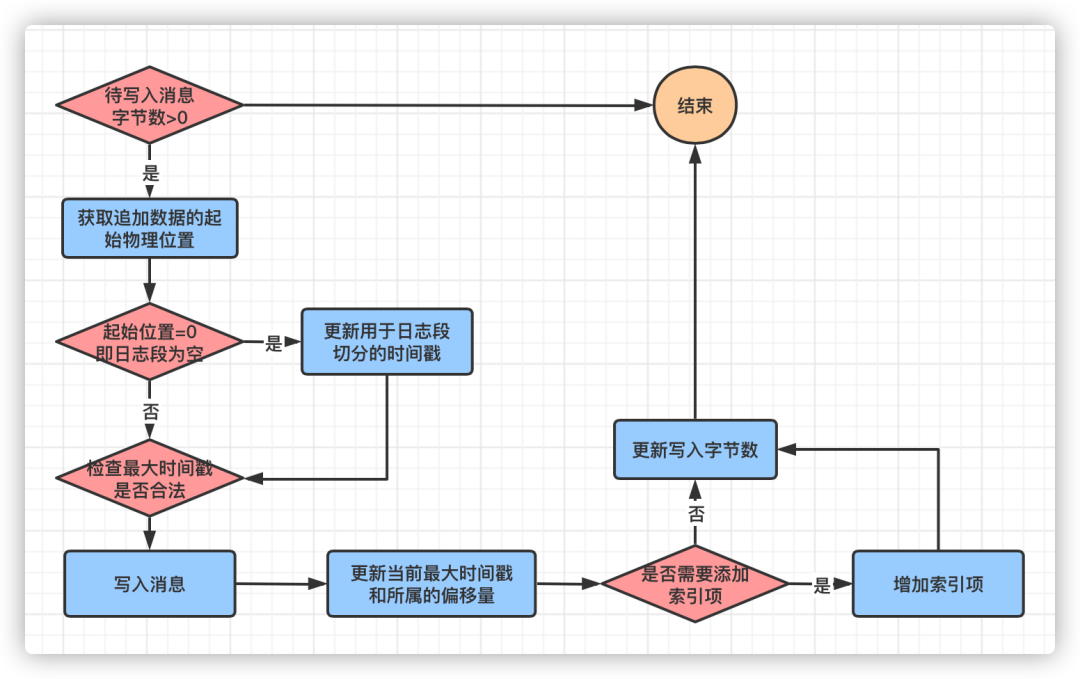 待写入消息
字节数>0
结束
是
获取追加数据的起
始物理位置
起始位置=0
即日志段为空
是
更新用于日志段
切分的时间戳
否
检查最大时间戳
是否合法
写入消息
更新当前最大时间戳
和所属的偏移量
是否需要添加
索引项
否
更新写入字节数
是
增加索引项